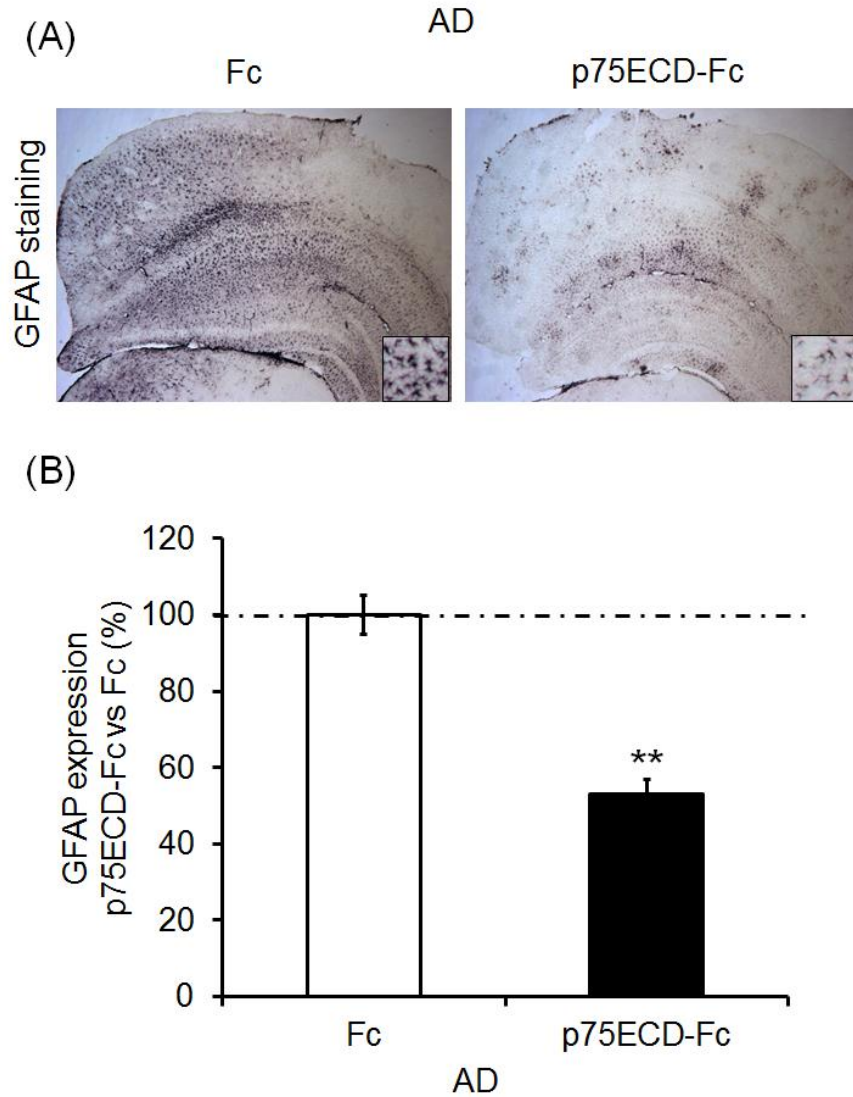 (A)
AD
Fc
p75ECD-Fc
GFAP staining
(B)
GFAP expression
p75ECD-Fc vs Fc (%)
120
100
80
60
40
20
0
**
Fc
p75ECD-Fc
AD